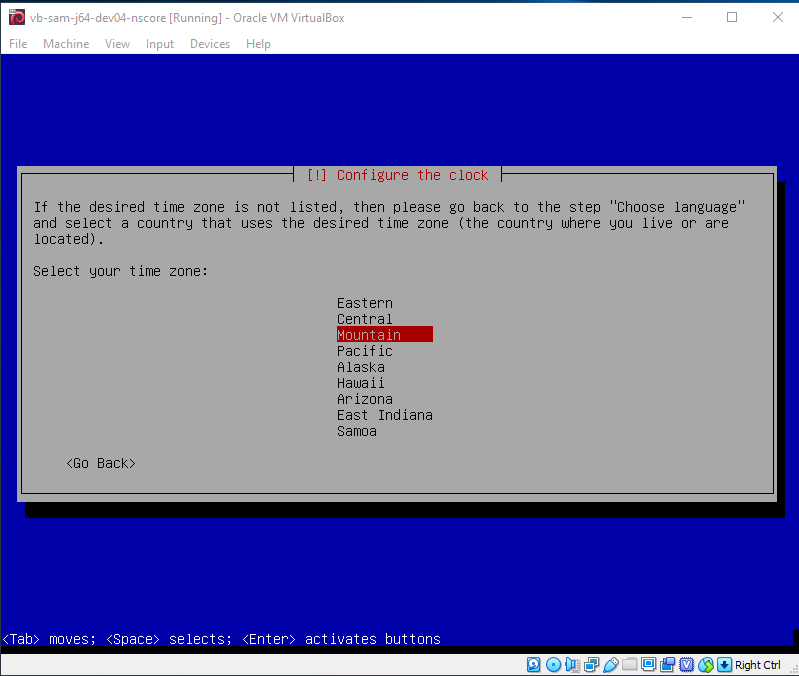 vb-sam-j64-dev04-nscore [Running] - Oracle VM VirtualBox
File Machine View Input Devices Help
[!] Configure the clock
If the desired time zone is not listed, then please go back to the step "Choose language"
and select a country that uses the desired time zone (the country where you live or are
located).
Select your time zone:
Eastern
Central
Mountain
Pacific
Alaska
Hawaii
Arizona
East Indiana
Samoa
<Go Back>
<Tab> moves; <Space> selects; <Enter> activates buttons
Right Ctrl